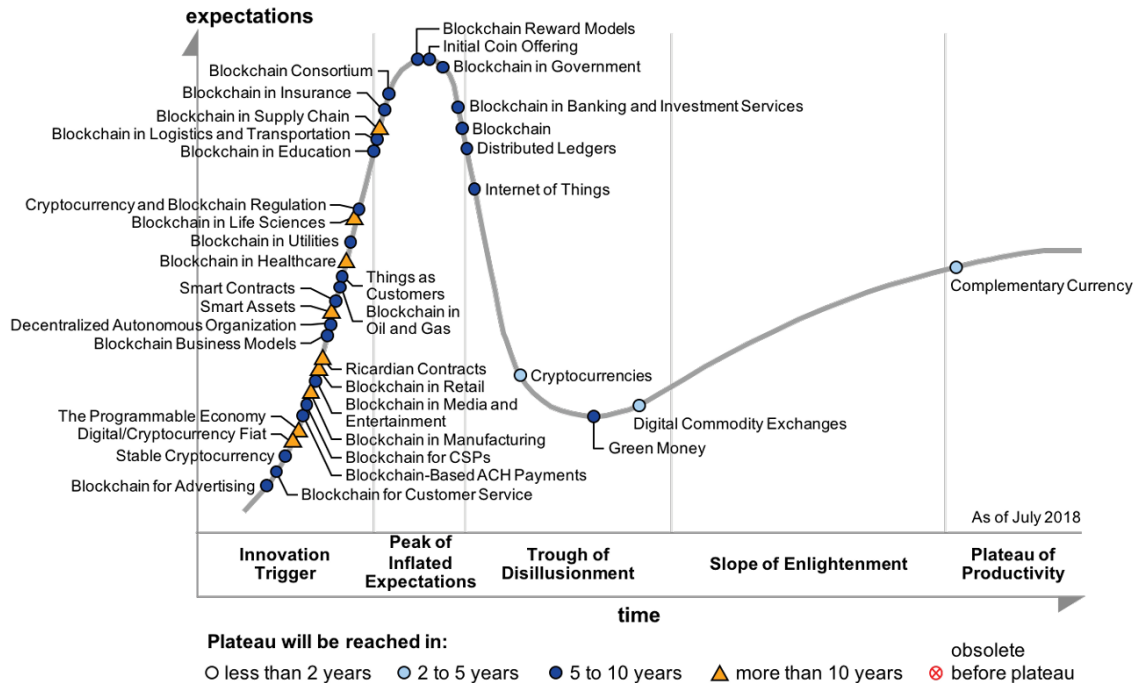 expectations
Blockchain Reward Models
Initial Coin Offering
Blockchain in Government
Blockchain Consortium
Blockchain in Insurance
Blockchain in Supply Chain
Blockchain in Logistics and Transportation
Blockchain in Education
Blockchain in Banking and Investment Services
Blockchain
Distributed Ledgers
Internet of Things
Cryptocurrency and Blockchain Regulation
Blockchain in Life Sciences
Blockchain in Utilities
Blockchain in Healthcare
Things as
Customers
Smart Contracts
Smart Assets
Blockchain in
Oil and Gas
Decentralized Autonomous Organization
Blockchain Business Models
Complementary Currency
Ricardian Contracts
Blockchain in Retail
Blockchain in Media and
Entertainment
Cryptocurrencies
The Programmable Economy
Digital/Cryptocurrency Fiat
Stable Cryptocurrency
Blockchain for Advertising
Blockchain in Manufacturing
Blockchain for CSPs
Blockchain-Based ACH Payments
Blockchain for Customer Service
Digital Commodity Exchanges
Green Money
As of July 2018
Innovation
Trigger
Peak of
Inflated
Expectations
Trough of
Disillusionment
Slope of Enlightenment
Plateau of
Productivity
time
Plateau will be reached in:
less than 2 years
2 to 5 years
5 to 10 years
more than 10 years
obsolete
before plateau